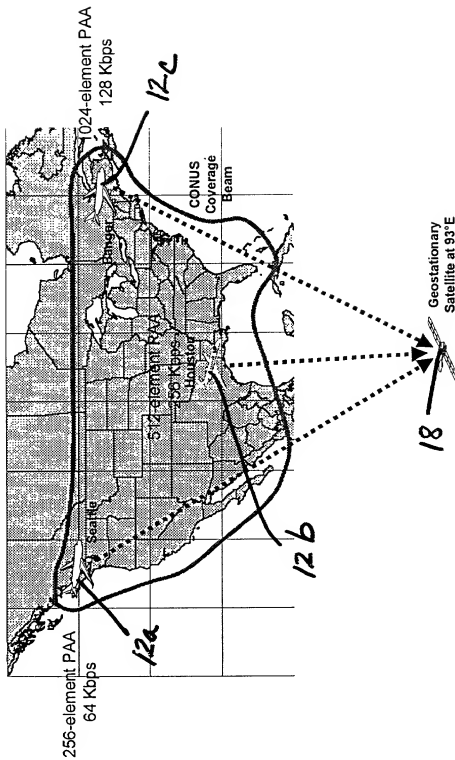 256-element PAA
64 Kbps
12a
Seattle
512-element PAA
256 Kbps
Houston
12b
1024-element PAA
128 Kbps
12c
Bangor
CONUS
Coverage
Beam
18
Geostationary
Satellite at 93°E